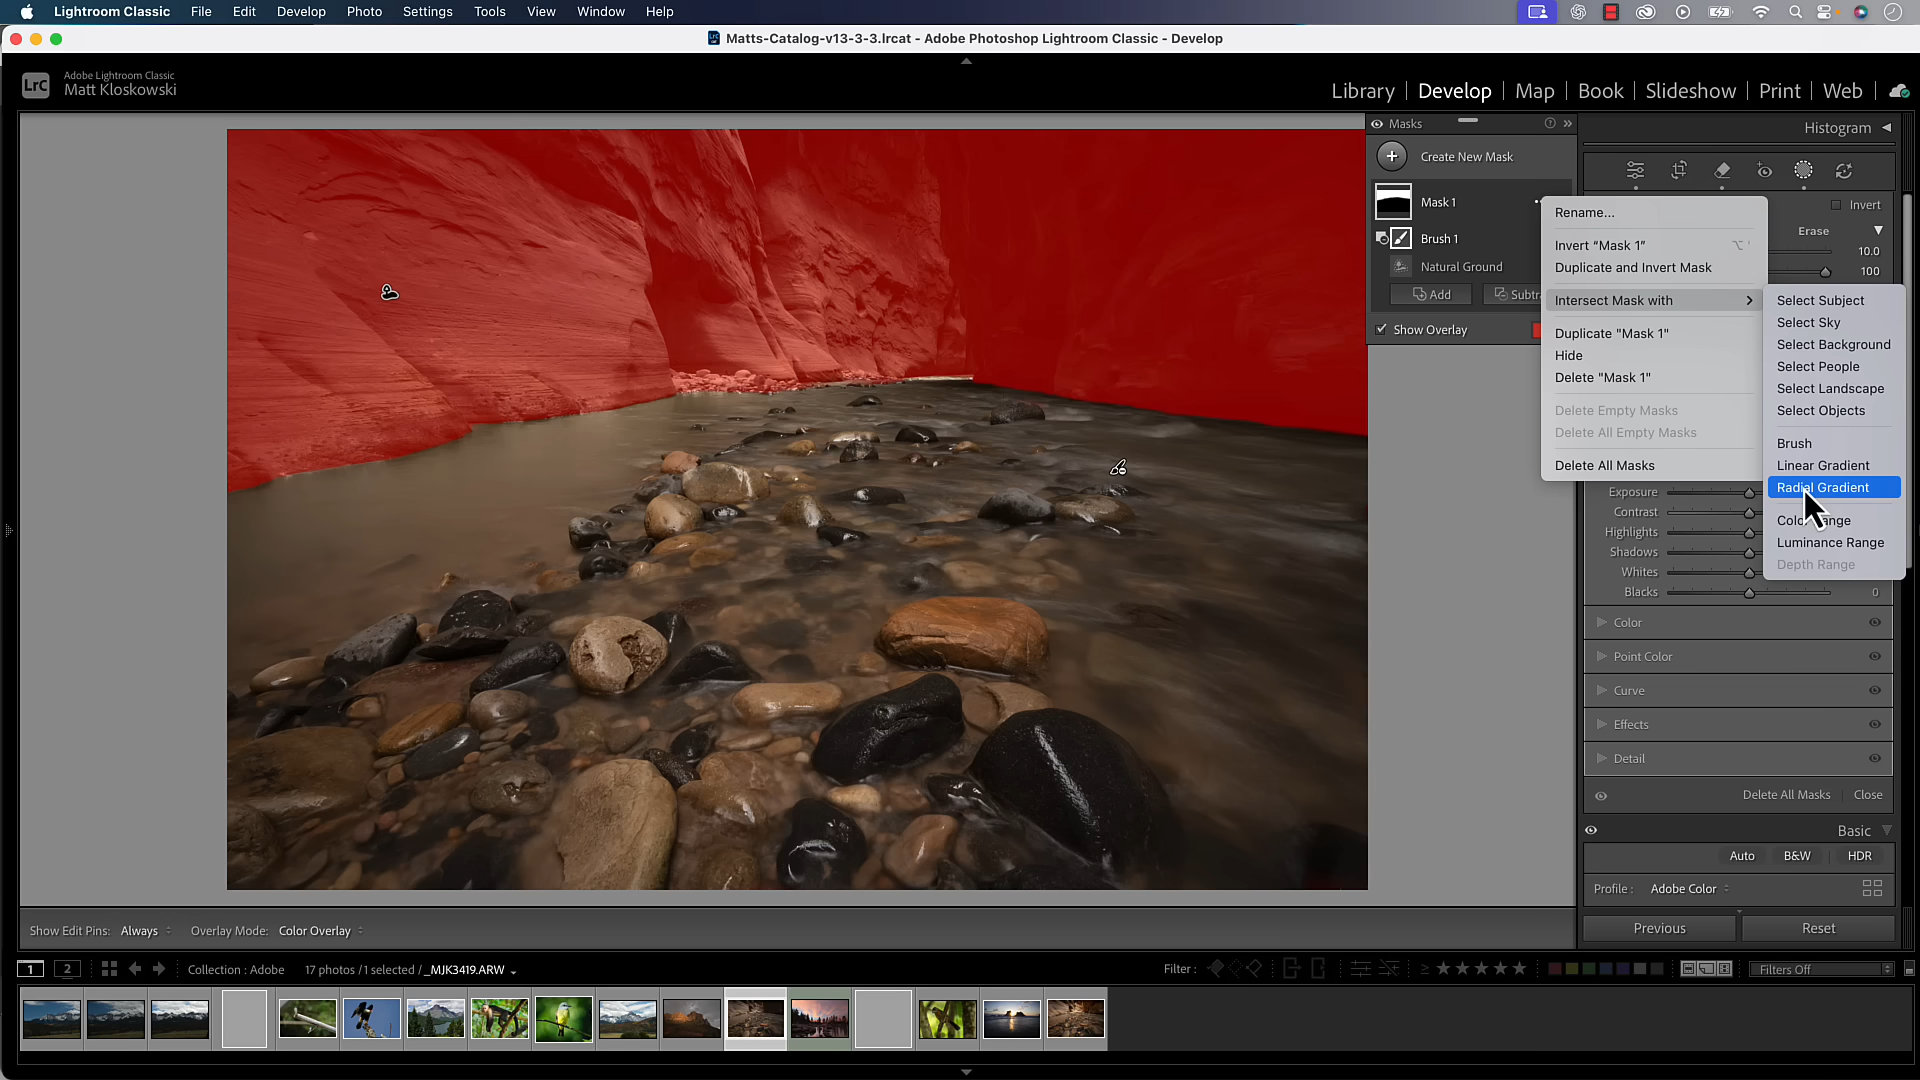 Lightroom Classic File Edit Develop Photo Settings Tools View Window Help
Matts-Catalog-v13-3-3.lrcat - Adobe Photoshop Lightroom Classic - Develop
LrC
Adobe Lightroom Classic
Matt Kloskowski
Library | Develop | Map | Book | Slideshow | Print | Web
Masks
Create New Mask
Mask 1
Brush 1
Natural Ground
Add
Show Overlay
Histogram
Invert
Erase
10.0
100
Rename...
Invert “Mask 1”
Duplicate and Invert Mask
Intersect Mask with
Duplicate "Mask 1"
Hide
Delete "Mask 1"
Delete Empty Masks
Delete All Empty Masks
Delete All Masks
Select Subject
Select Sky
Select Background
Select People
Select Landscape
Select Objects
Brush
Linear Gradient
Radial Gradient
Luminance Range
Depth Range
Exposure
Contrast
Highlights
Shadows
Whites
Blacks 0
Color
Point Color
Curve
Effects
Detail
Delete All Masks Close
Basic
Auto B&W HDR
Profile : Adobe Color
Previous Reset
Show Edit Pins: Always Overlay Mode: Color Overlay
1 2 Collection : Adobe 17 photos / 1 selected / _MJK3419.ARW
Filter : Filters Off